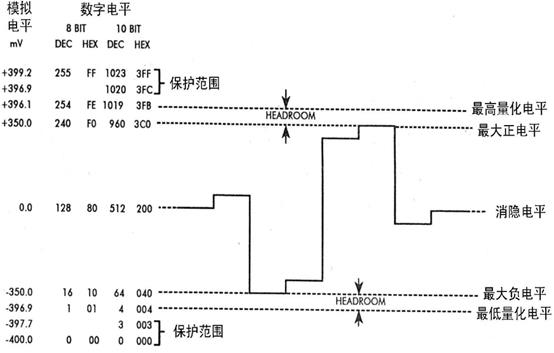 模拟 数字电平
电平 8 BIT 10 BIT
mV DEC HEX DEC HEX
+399.2 255 FF 1023 3FF
保护范围
+396.9 1020 3FC
+396.1 254 FE 1019 3FB 最高量化电平
HEADROOM
+350.0 240 F0 960 3C0 最大正电平
0.0 128 80 512 200 消隐电平
-350.0 16 10 64 040 最大负电平
HEADROOM
-396.9 1 01 4 004 最低量化电平
-397.7 3 003
保护范围
-400.0 0 00 0 000